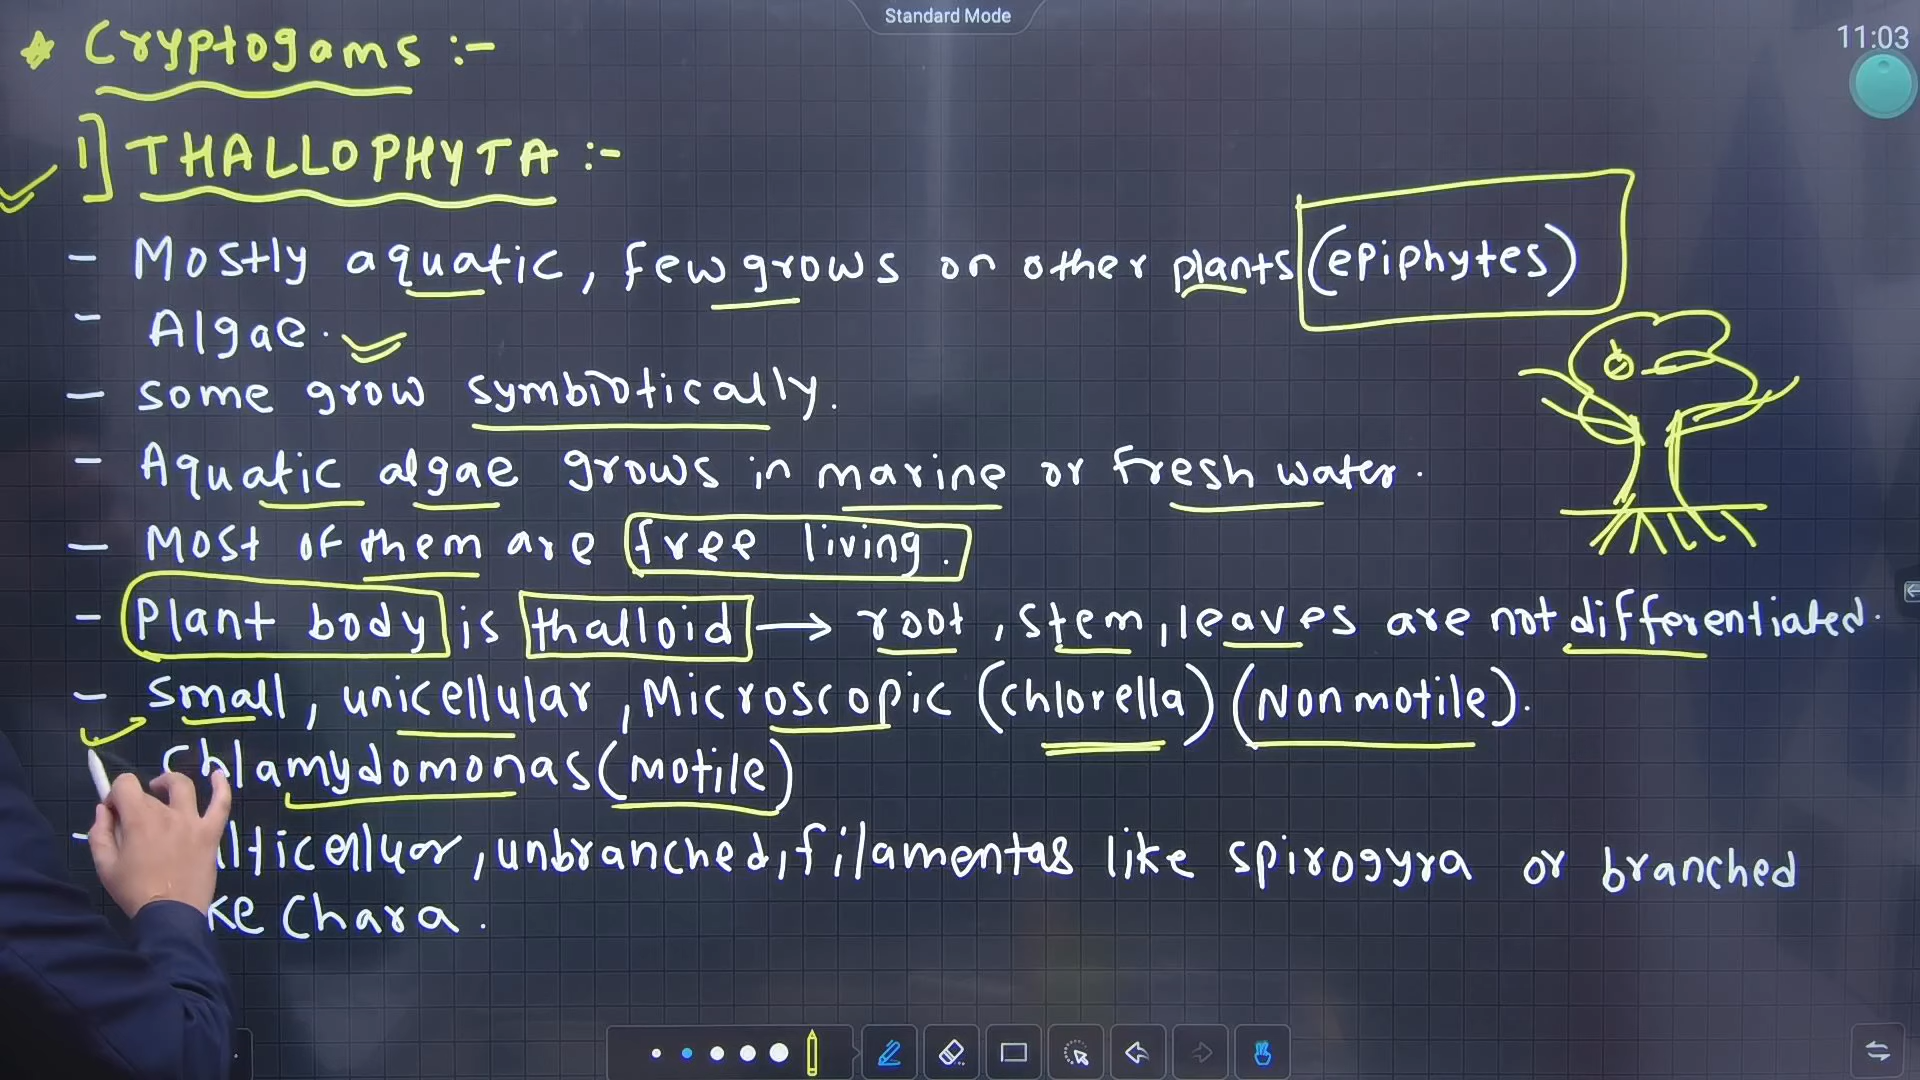 Standard Mode
11:03
* Cryptogams :-
1] THALLOPHYTA :-
- Mostly aquatic, few grows on other plants (epiphytes)
- Algae.
- some grow symbiotically.
- Aquatic algae grows in marine or fresh water.
- Most of them are free living.
- Plant body is thalloid → root, stem, leaves are not differentiated.
- small, unicellular, Microscopic (chlorella) (Non motile).
Chlamydomonas (motile)
- unbranched, filamentas like spirogyra or branched
Chara.